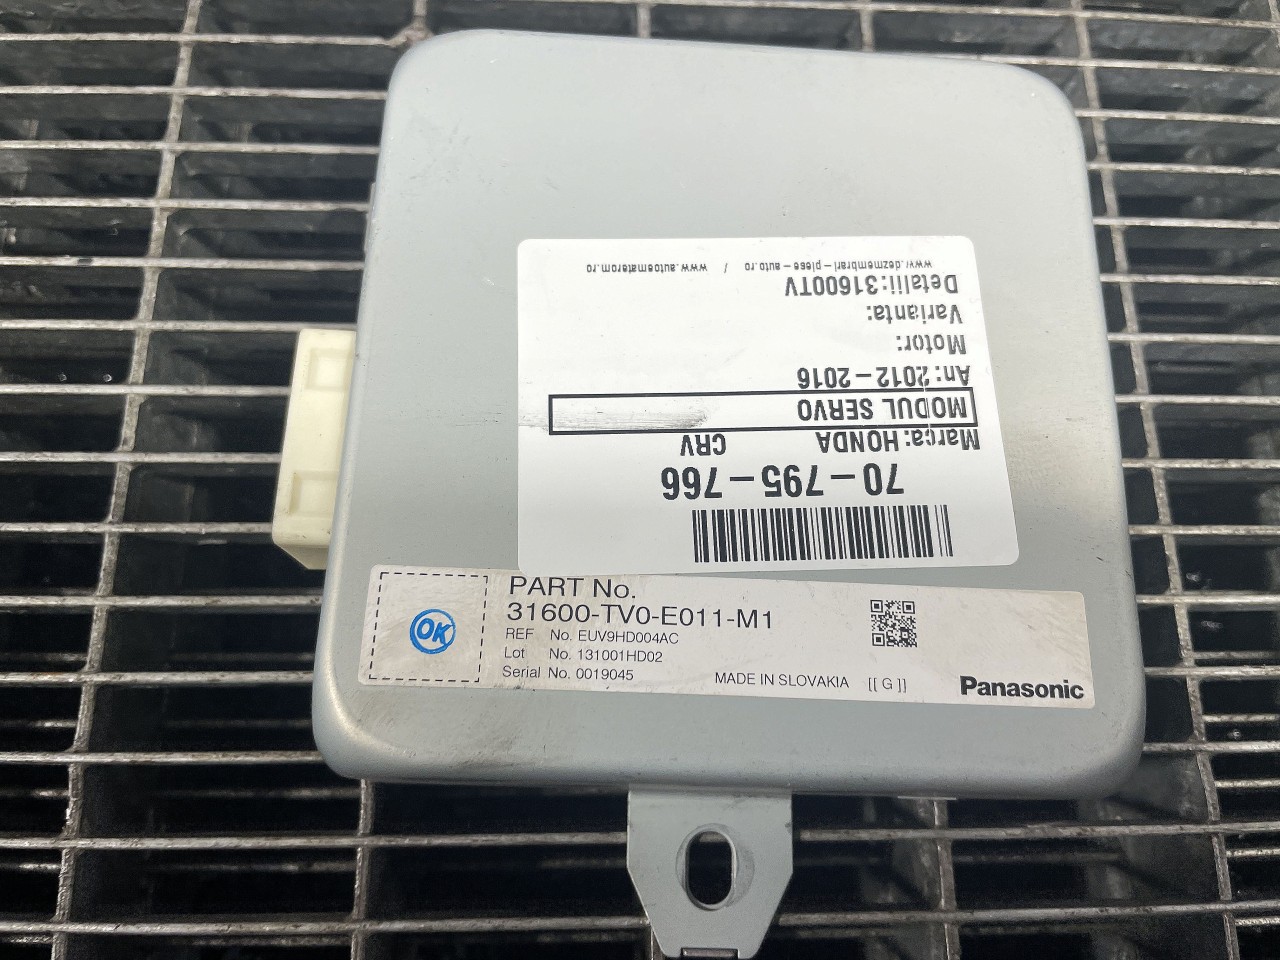 70-795-766
Marca: HONDA CRV
MODUL SERVO
An: 2012-2016
Motor:
Varianta:
Detalii: 31600TV
www.dezmembrari-piese-auto.ro / www.automaterom.ro
OK
PART No.
31600-TV0-E011-M1
REF No. EUV9HD004AC
Lot No. 131001HD02
Serial No. 0019045
MADE IN SLOVAKIA [[ G ]]
Panasonic